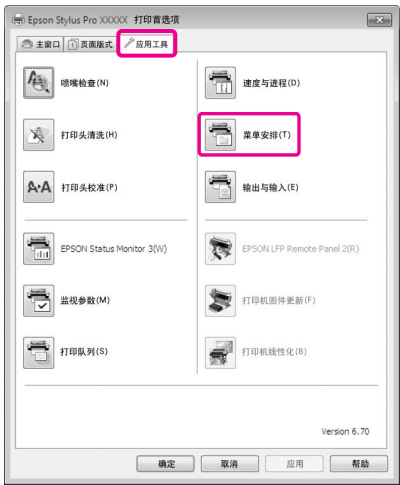 Epson Stylus Pro XXXXX 打印首选项
主窗口 页面版式 应用工具
喷嘴检查(N)
速度与进程(D)
打印头清洗(H)
菜单安排(T)
打印头校准(P)
输出与输入(E)
EPSON Status Monitor 3(W)
EPSON LFP Remote Panel 2(R)
监视参数(M)
打印机固件更新(F)
打印队列(S)
打印机线性化(B)
Version 6.70
确定 取消 应用 帮助